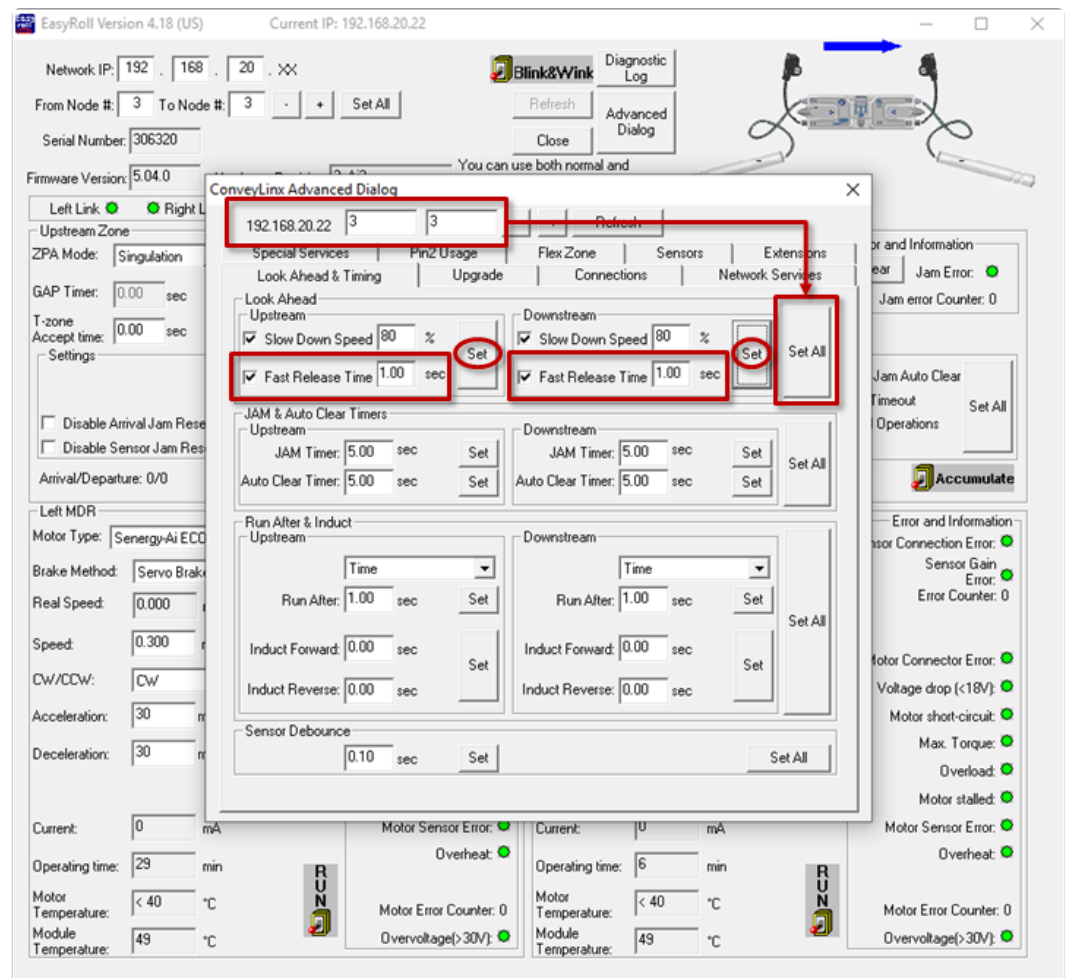 EasyRoll Version 4.18 (US) Current IP: 192.168.20.22
Network IP: 192 . 168 . 20 . XX
Blink&Wink
Diagnostic Log
From Node #: 3 To Node #: 3 - + Set All
Refresh
Advanced Dialog
Serial Number: 306320
Close
You can use both normal and
Firmware Version: 5.04.0
ConveyLinx Advanced Dialog
Left Link Right L
192.168.20.22 3 3 Refresh
Upstream Zone
Special Services Pin2 Usage Flex Zone Sensors Extensions
Look Ahead & Timing Upgrade Connections Network Services
ZPA Mode: Singulation
GAP Timer: 0.00 sec
T-zone Accept time: 0.00 sec
Settings
Disable Arrival Jam Rese
Disable Sensor Jam Res
Arrival/Departure: 0/0
or and Information
ear Jam Error:
Jam error Counter: 0
Jam Auto Clear
Timeout
Operations
Set All
Accumulate
Look Ahead
Upstream
Slow Down Speed 80 %
Fast Release Time 1.00 sec
Set
Downstream
Slow Down Speed 80 %
Fast Release Time 1.00 sec
Set
Set All
JAM & Auto Clear Timers
Upstream
JAM Timer: 5.00 sec Set
Auto Clear Timer: 5.00 sec Set
Downstream
JAM Timer: 5.00 sec Set
Auto Clear Timer: 5.00 sec Set
Set All
Run After & Induct
Upstream
Time
Run After: 1.00 sec Set
Induct Forward: 0.00 sec
Set
Induct Reverse: 0.00 sec
Downstream
Time
Run After: 1.00 sec Set
Induct Forward: 0.00 sec
Set
Induct Reverse: 0.00 sec
Set All
Sensor Debounce
0.10 sec Set
Set All
Left MDR
Motor Type: Senergy-Ai ECO
Brake Method: Servo Brake
Real Speed: 0.000
Speed: 0.300
CW/CCW: CW
Acceleration: 30
Deceleration: 30
Current: 0 mA
Operating time: 29 min
Motor Temperature: < 40 °C
Module Temperature: 49 °C
RUN
Motor Sensor Error:
Overheat:
Motor Error Counter: 0
Overvoltage(>30V):
Current: 0 mA
Operating time: 6 min
Motor Temperature: < 40 °C
Module Temperature: 49 °C
RUN
Error and Information
nsor Connection Error:
Sensor Gain Error:
Error Counter: 0
Motor Connector Error:
Voltage drop (<18V):
Motor short-circuit:
Max. Torque:
Overload:
Motor stalled:
Motor Sensor Error:
Overheat:
Motor Error Counter: 0
Overvoltage(>30V):